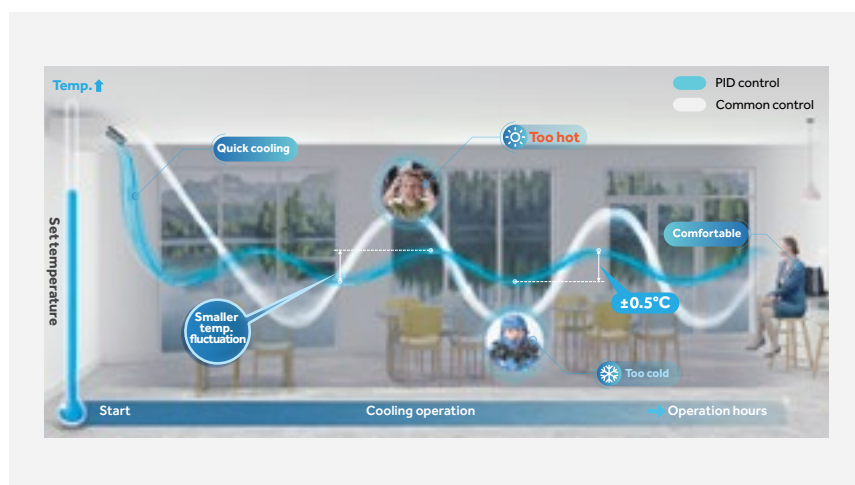 Temp.
PID control
Common control
Quick cooling
Too hot
Set temperature
Comfortable
Smaller
temp.
fluctuation
±0.5°C
Too cold
Start
Cooling operation
Operation hours